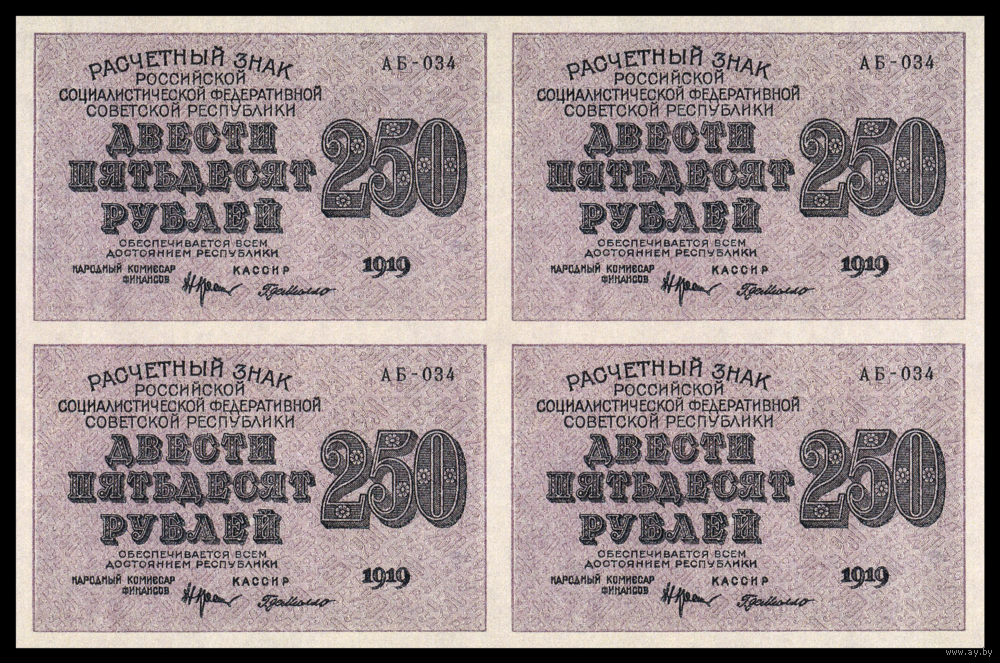 РАСЧЕТНЫЙ ЗНАК
АБ-034
РОССИЙСКОЙ
СОЦИАЛИСТИЧЕСКОЙ ФЕДЕРАТИВНОЙ
СОВЕТСКОЙ РЕСПУБЛИКИ
ДВЕСТИ
ПЯТЬДЕСЯТ
РУБЛЕЙ
250
ОБЕСПЕЧИВАЕТСЯ ВСЕМ
ДОСТОЯНИЕМ РЕСПУБЛИКИ
НАРОДНЫЙ КОМИССАР
ФИНАНСОВ
КАССИР
1919
РАСЧЕТНЫЙ ЗНАК
АБ-034
РОССИЙСКОЙ
СОЦИАЛИСТИЧЕСКОЙ ФЕДЕРАТИВНОЙ
СОВЕТСКОЙ РЕСПУБЛИКИ
ДВЕСТИ
ПЯТЬДЕСЯТ
РУБЛЕЙ
250
ОБЕСПЕЧИВАЕТСЯ ВСЕМ
ДОСТОЯНИЕМ РЕСПУБЛИКИ
НАРОДНЫЙ КОМИССАР
ФИНАНСОВ
КАССИР
1919
РАСЧЕТНЫЙ ЗНАК
АБ-034
РОССИЙСКОЙ
СОЦИАЛИСТИЧЕСКОЙ ФЕДЕРАТИВНОЙ
СОВЕТСКОЙ РЕСПУБЛИКИ
ДВЕСТИ
ПЯТЬДЕСЯТ
РУБЛЕЙ
250
ОБЕСПЕЧИВАЕТСЯ ВСЕМ
ДОСТОЯНИЕМ РЕСПУБЛИКИ
НАРОДНЫЙ КОМИССАР
ФИНАНСОВ
КАССИР
1919
РАСЧЕТНЫЙ ЗНАК
АБ-034
РОССИЙСКОЙ
СОЦИАЛИСТИЧЕСКОЙ ФЕДЕРАТИВНОЙ
СОВЕТСКОЙ РЕСПУБЛИКИ
ДВЕСТИ
ПЯТЬДЕСЯТ
РУБЛЕЙ
250
ОБЕСПЕЧИВАЕТСЯ ВСЕМ
ДОСТОЯНИЕМ РЕСПУБЛИКИ
НАРОДНЫЙ КОМИССАР
ФИНАНСОВ
КАССИР
1919
www.ay.by